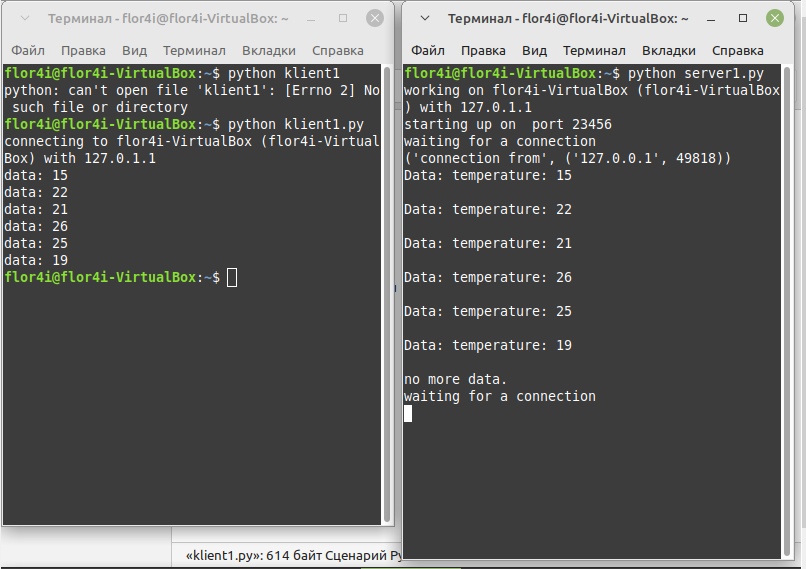 Терминал - flor4i@flor4i-VirtualBox: ~
Файл Правка Вид Терминал Вкладки Справка
flor4i@flor4i-VirtualBox:~$ python klient1
python: can't open file 'klient1': [Errno 2] No
such file or directory
flor4i@flor4i-VirtualBox:~$ python klient1.py
connecting to flor4i-VirtualBox (flor4i-Virtual
Box) with 127.0.1.1
data: 15
data: 22
data: 21
data: 26
data: 25
data: 19
flor4i@flor4i-VirtualBox:~$
Терминал - flor4i@flor4i-VirtualBox: ~
Файл Правка Вид Терминал Вкладки Справка
flor4i@flor4i-VirtualBox:~$ python server1.py
working on flor4i-VirtualBox (flor4i-VirtualBox
) with 127.0.1.1
starting up on  port 23456
waiting for a connection
('connection from', ('127.0.0.1', 49818))
Data: temperature: 15
Data: temperature: 22
Data: temperature: 21
Data: temperature: 26
Data: temperature: 25
Data: temperature: 19
no more data.
waiting for a connection
«klient1.py»: 614 байт Сценарий Py